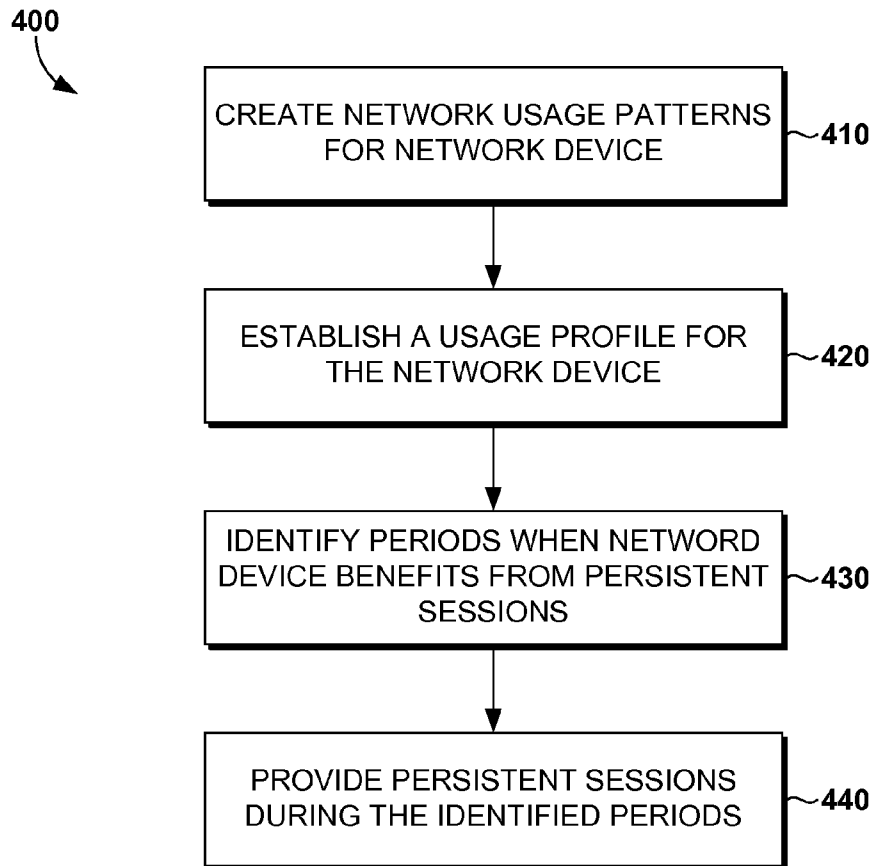 400
CREATE NETWORK USAGE PATTERNS
FOR NETWORK DEVICE
410
ESTABLISH A USAGE PROFILE FOR
THE NETWORK DEVICE
420
IDENTIFY PERIODS WHEN NETWORD
DEVICE BENEFITS FROM PERSISTENT
SESSIONS
430
PROVIDE PERSISTENT SESSIONS
DURING THE IDENTIFIED PERIODS
440